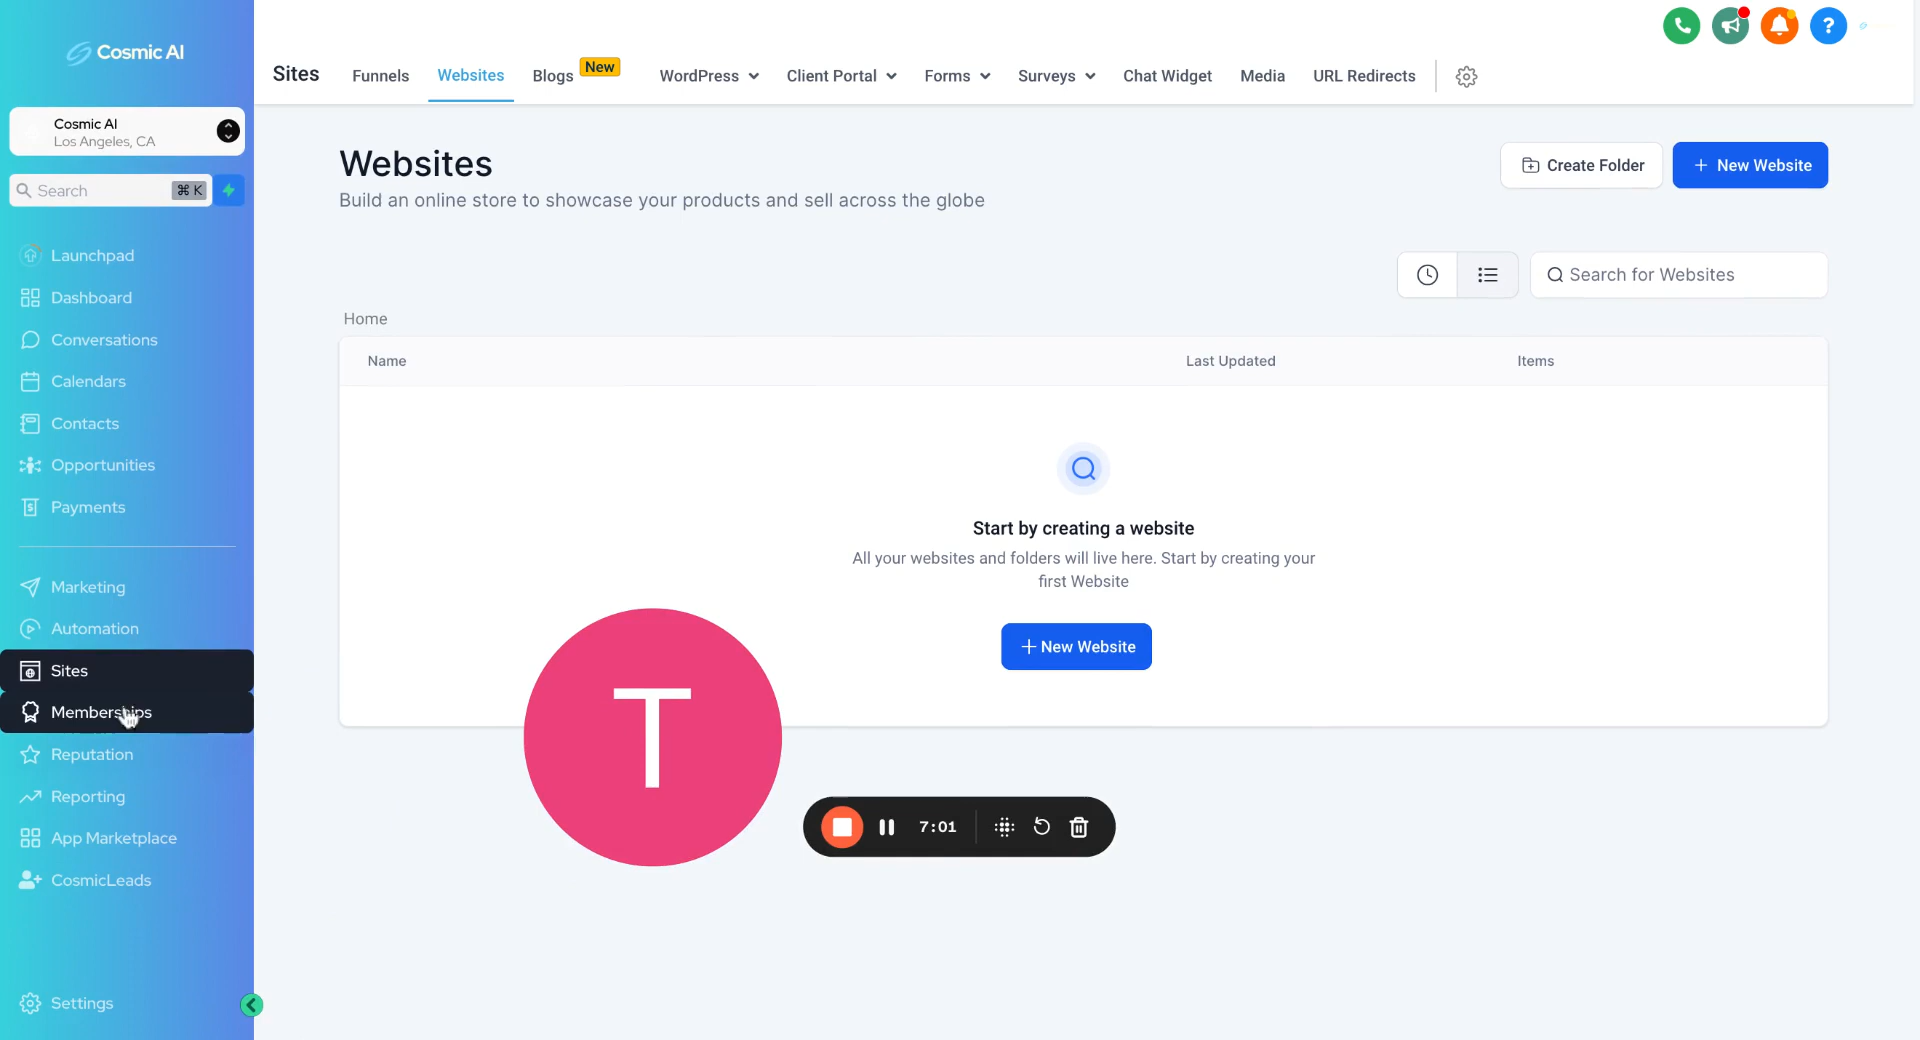 Cosmic AI
Cosmic AI
Los Angeles, CA
Search ⌘ K
Launchpad
Dashboard
Conversations
Calendars
Contacts
Opportunities
Payments
Marketing
Automation
Sites
Memberships
Reputation
Reporting
App Marketplace
CosmicLeads
Settings
Sites Funnels Websites Blogs New WordPress Client Portal Forms Surveys Chat Widget Media URL Redirects
Websites
Build an online store to showcase your products and sell across the globe
Create Folder + New Website
Search for Websites
Home
Name Last Updated Items
Start by creating a website
All your websites and folders will live here. Start by creating your
first Website
+ New Website
T
7:01